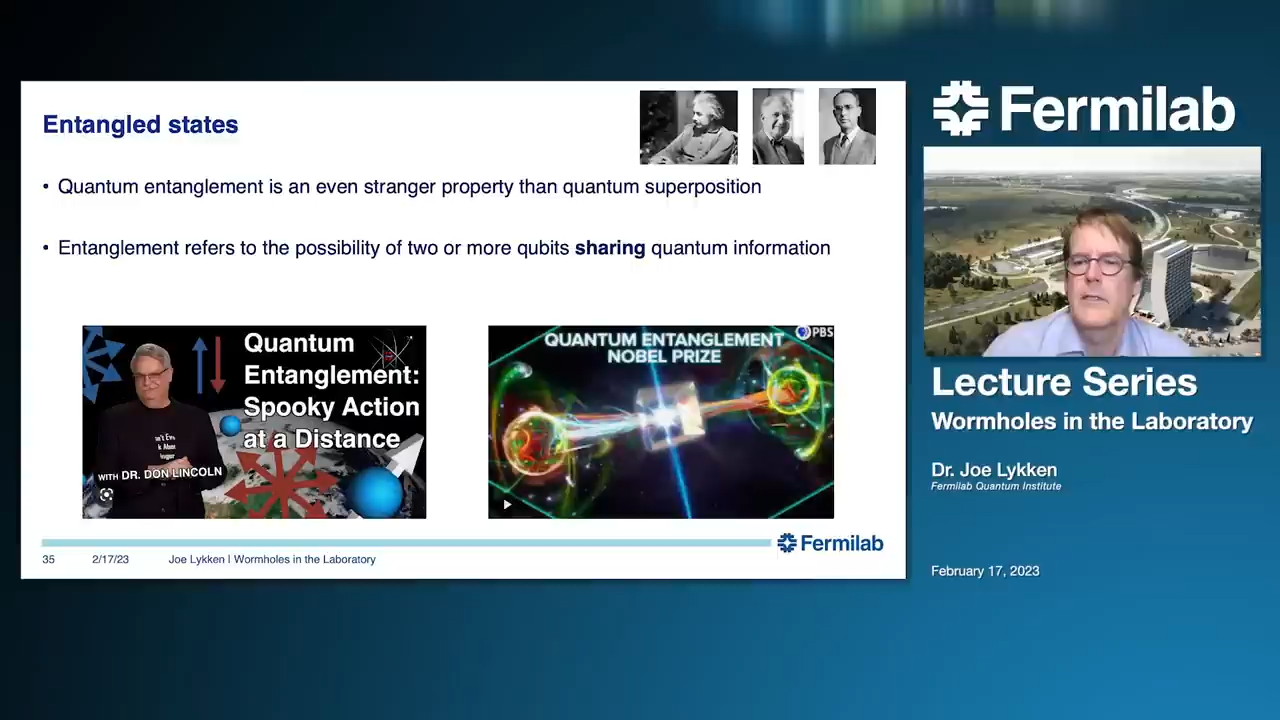 Entangled states
• Quantum entanglement is an even stranger property than quantum superposition
• Entanglement refers to the possibility of two or more qubits sharing quantum information
Quantum
Entanglement:
Spooky Action
at a Distance
WITH DR. DON LINCOLN
PBS
QUANTUM ENTANGLEMENT
NOBEL PRIZE
Fermilab
35 2/17/23 Joe Lykken | Wormholes in the Laboratory
Fermilab
Lecture Series
Wormholes in the Laboratory
Dr. Joe Lykken
Fermilab Quantum Institute
February 17, 2023